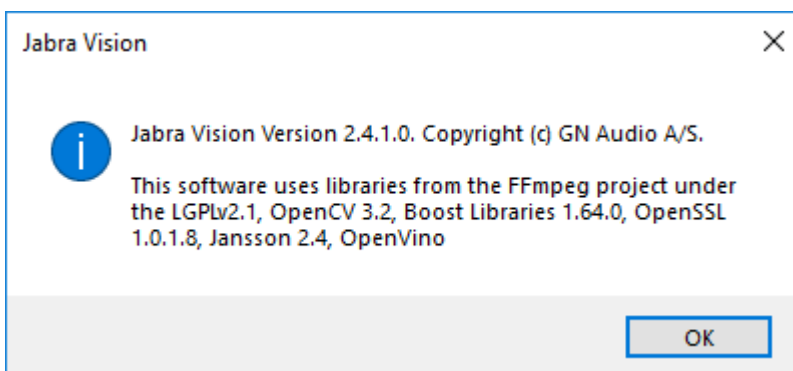 Jabra Vision
Jabra Vision Version 2.4.1.0. Copyright (c) GN Audio A/S.
This software uses libraries from the FFmpeg project under
the LGPLv2.1, OpenCV 3.2, Boost Libraries 1.64.0, OpenSSL
1.0.1.8, Jansson 2.4, OpenVino
OK